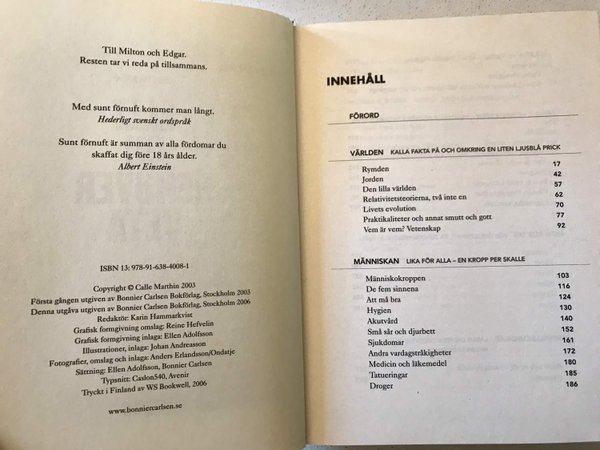 Till Milton och Edgar.
Resten tar vi reda på tillsammans.
Med sunt förnuft kommer man långt.
Hederligt svenskt ordspråk
Sunt förnuft är summan av alla fördomar du
skaffat dig före 18 års ålder.
Albert Einstein
ISBN 13: 978-91-638-4008-1
Copyright © Calle Marthin 2003
Första gången utgiven av Bonnier Carlsen Bokförlag, Stockholm 2003
Denna utgåva utgiven av Bonnier Carlsen Bokförlag, Stockholm 2006
Redaktör: Karin Hammarkvist
Grafisk formgivning omslag: Reine Hefvelin
Grafisk formgivning inlaga: Ellen Adolfsson
Illustrationer, inlaga: Johan Andreasson
Fotografier, omslag och inlaga: Anders Erlandsson/Ondatje
Sättning: Ellen Adolfsson, Bonnier Carlsen
Typsnitt: Caslon540, Avenir
Tryckt i Finland av WS Bookwell, 2006
www.bonniercarlsen.se
INNEHÅLL
FÖRORD
VÄRLDEN KALLA FAKTA PÅ OCH OMKRING EN LITEN LJUSBLÅ PRICK
Rymden 17
Jorden 42
Den lilla världen 57
Relativitetsteorierna, två inte en 62
Livets evolution 70
Praktikaliteter och annat smutt och gott 77
Vem är vem? Vetenskap 92
MÄNNISKAN LIKA FÖR ALLA – EN KROPP PER SKALLE
Människokroppen 103
De fem sinnena 116
Att må bra 124
Hygien 130
Akutvård 140
Små sår och djurbett 152
Sjukdomar 161
Andra vardagstråkigheter 172
Medicin och läkemedel 180
Tatueringar 185
Droger 186